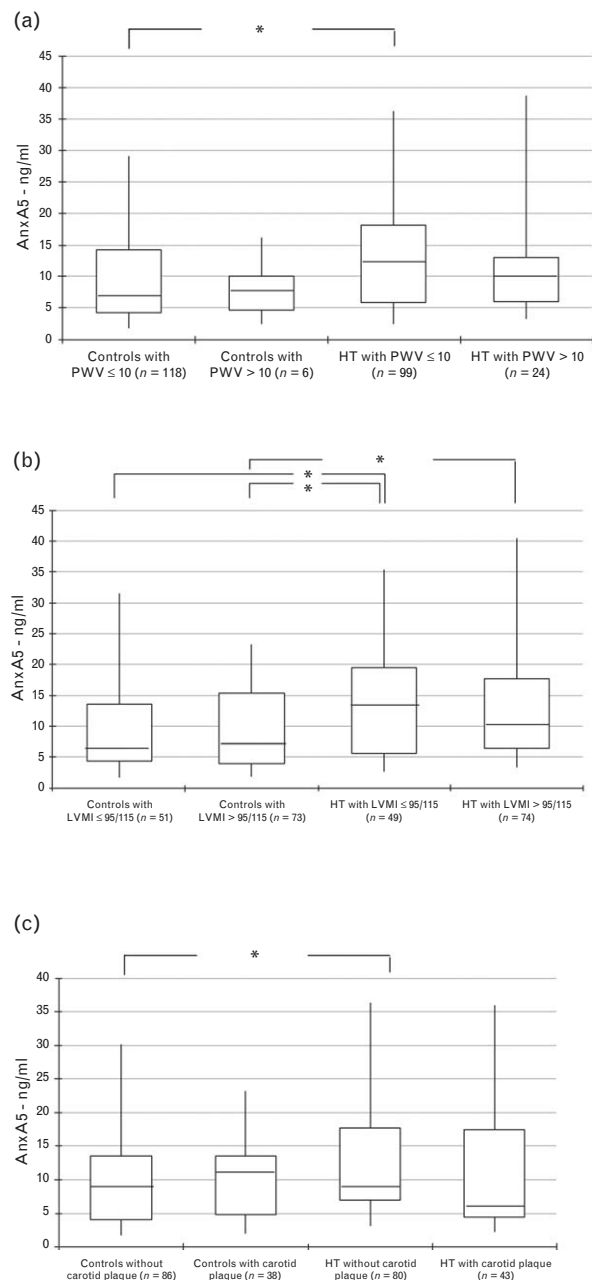 (a)
*
45
40
35
30
25
20
15
10
5
0
AnxA5 - ng/ml
Controls with
PWV ≤ 10 (n = 118)
Controls with
PWV > 10 (n = 6)
HT with PWV ≤ 10
(n = 99)
HT with PWV > 10
(n = 24)
(b)
*
*
*
45
40
35
30
25
20
15
10
5
0
AnxA5 - ng/ml
Controls with
LVMI ≤ 95/115 (n = 51)
Controls with
LVMI > 95/115 (n = 73)
HT with LVMI ≤ 95/115
(n = 49)
HT with LVMI > 95/115
(n = 74)
(c)
*
40
35
30
25
20
15
10
5
0
AnxA5 - ng/ml
Controls without
carotid plaque (n = 86)
Controls with carotid
plaque (n = 38)
HT without carotid
plaque (n = 80)
HT with carotid plaque
(n = 43)